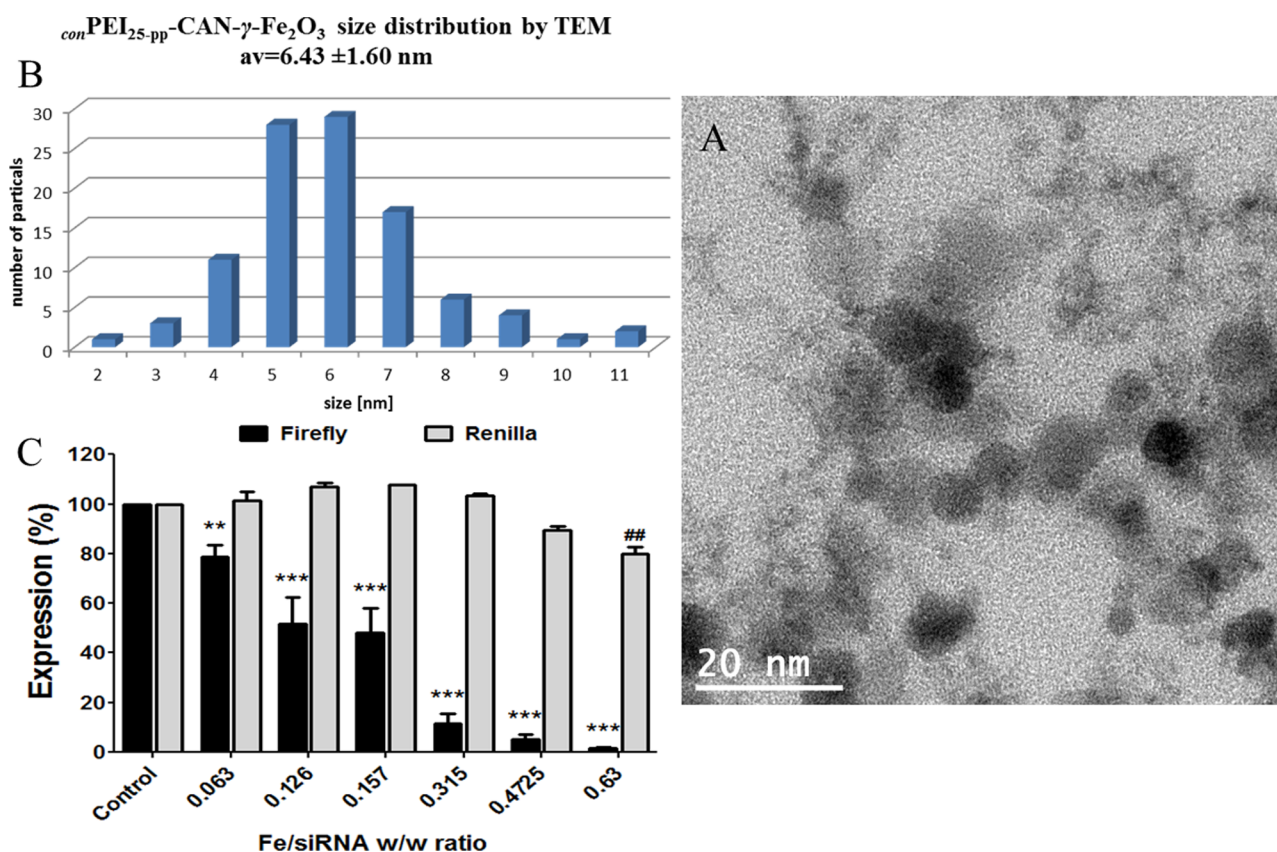 conPEI25-pp-CAN-γ-Fe2O3 size distribution by TEM
av=6.43 ±1.60 nm
B
30
25
20
15
10
5
0
number of particals
2 3 4 5 6 7 8 9 10 11
size [nm]
A
20 nm
C
Firefly Renilla
120
100
80
60
40
20
0
Expression (%)
**
***
***
***
***
***
##
Control 0.063 0.126 0.157 0.315 0.4725 0.63
Fe/siRNA w/w ratio